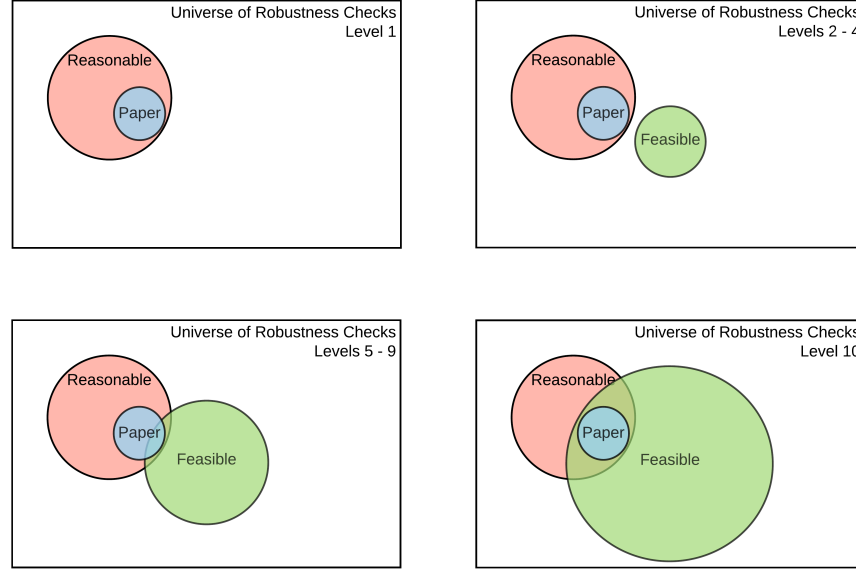 Universe of Robustness Checks
Level 1
Reasonable
Paper
Universe of Robustness Checks
Levels 2 - 4
Reasonable
Paper
Feasible
Universe of Robustness Checks
Levels 5 - 9
Reasonable
Paper
Feasible
Universe of Robustness Checks
Level 10
Reasonable
Paper
Feasible